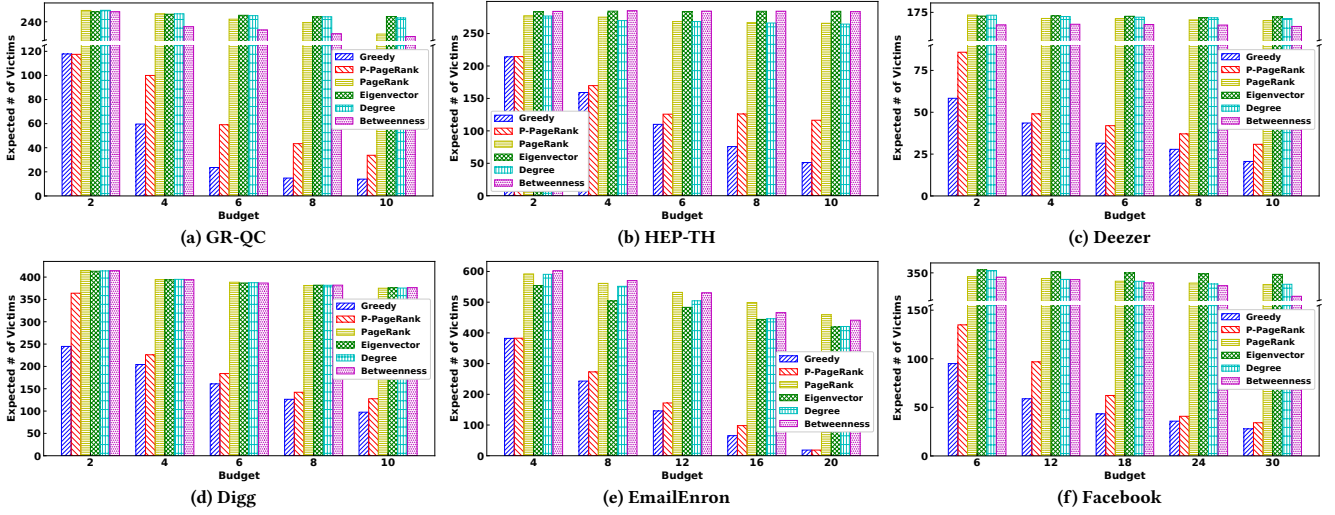 240
120
100
80
60
40
20
0
Expected # of Victims
Greedy
P-PageRank
PageRank
Eigenvector
Degree
Betweenness
2 4 6 8 10
Budget
(a) GR-QC
250
200
150
100
50
0
Expected # of Victims
Greedy
P-PageRank
PageRank
Eigenvector
Degree
Betweenness
2 4 6 8 10
Budget
(b) HEP-TH
175
75
50
25
0
Expected # of Victims
Greedy
P-PageRank
PageRank
Eigenvector
Degree
Betweenness
2 4 6 8 10
Budget
(c) Deezer
400
350
300
250
200
150
100
50
0
Expected # of Victims
Greedy
P-PageRank
PageRank
Eigenvector
Degree
Betweenness
2 4 6 8 10
Budget
(d) Digg
600
500
400
300
200
100
0
Expected # of Victims
Greedy
P-PageRank
PageRank
Eigenvector
Degree
Betweenness
4 8 12 16 20
Budget
(e) EmailEnron
350
150
100
50
0
Expected # of Victims
Greedy
P-PageRank
PageRank
Eigenvector
Degree
Betweenness
6 12 18 24 30
Budget
(f) Facebook